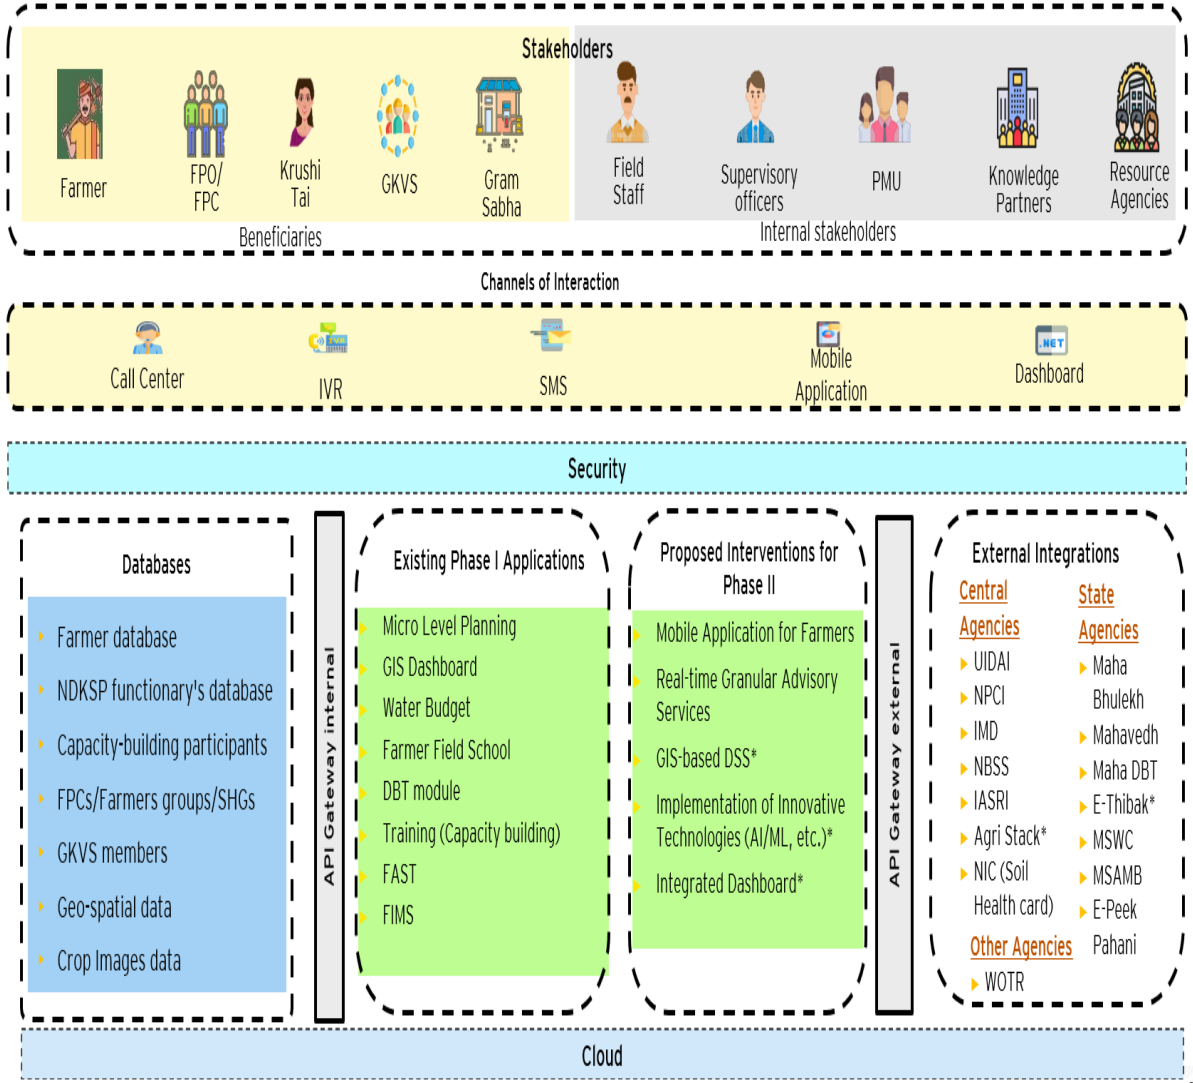 Stakeholders
Farmer
FPO/
FPC
Krushi
Tai
GKVS
Gram
Sabha
Field
Staff
Supervisory
officers
PMU
Knowledge
Partners
Resource
Agencies
Beneficiaries
Internal stakeholders
Channels of Interaction
Call Center
IVR
SMS
Mobile
Application
.NET
Dashboard
Security
Databases
Farmer database
NDKSP functionary's database
Capacity-building participants
FPCs/Farmers groups/SHGs
GKVS members
Geo-spatial data
Crop Images data
API Gateway internal
Existing Phase I Applications
Micro Level Planning
GIS Dashboard
Water Budget
Farmer Field School
DBT module
Training (Capacity building)
FAST
FIMS
Proposed Interventions for
Phase II
Mobile Application for Farmers
Real-time Granular Advisory
Services
GIS-based DSS*
Implementation of Innovative
Technologies (AI/ML, etc.)*
Integrated Dashboard*
API Gateway external
External Integrations
Central
Agencies
UIDAI
NPCI
IMD
NBSS
IASRI
Agri Stack*
NIC (Soil
Health card)
Other Agencies
WOTR
State
Agencies
Maha
Bhulekh
Mahavedh
Maha DBT
E-Thibak*
MSWC
MSAMB
E-Peek
Pahani
Cloud